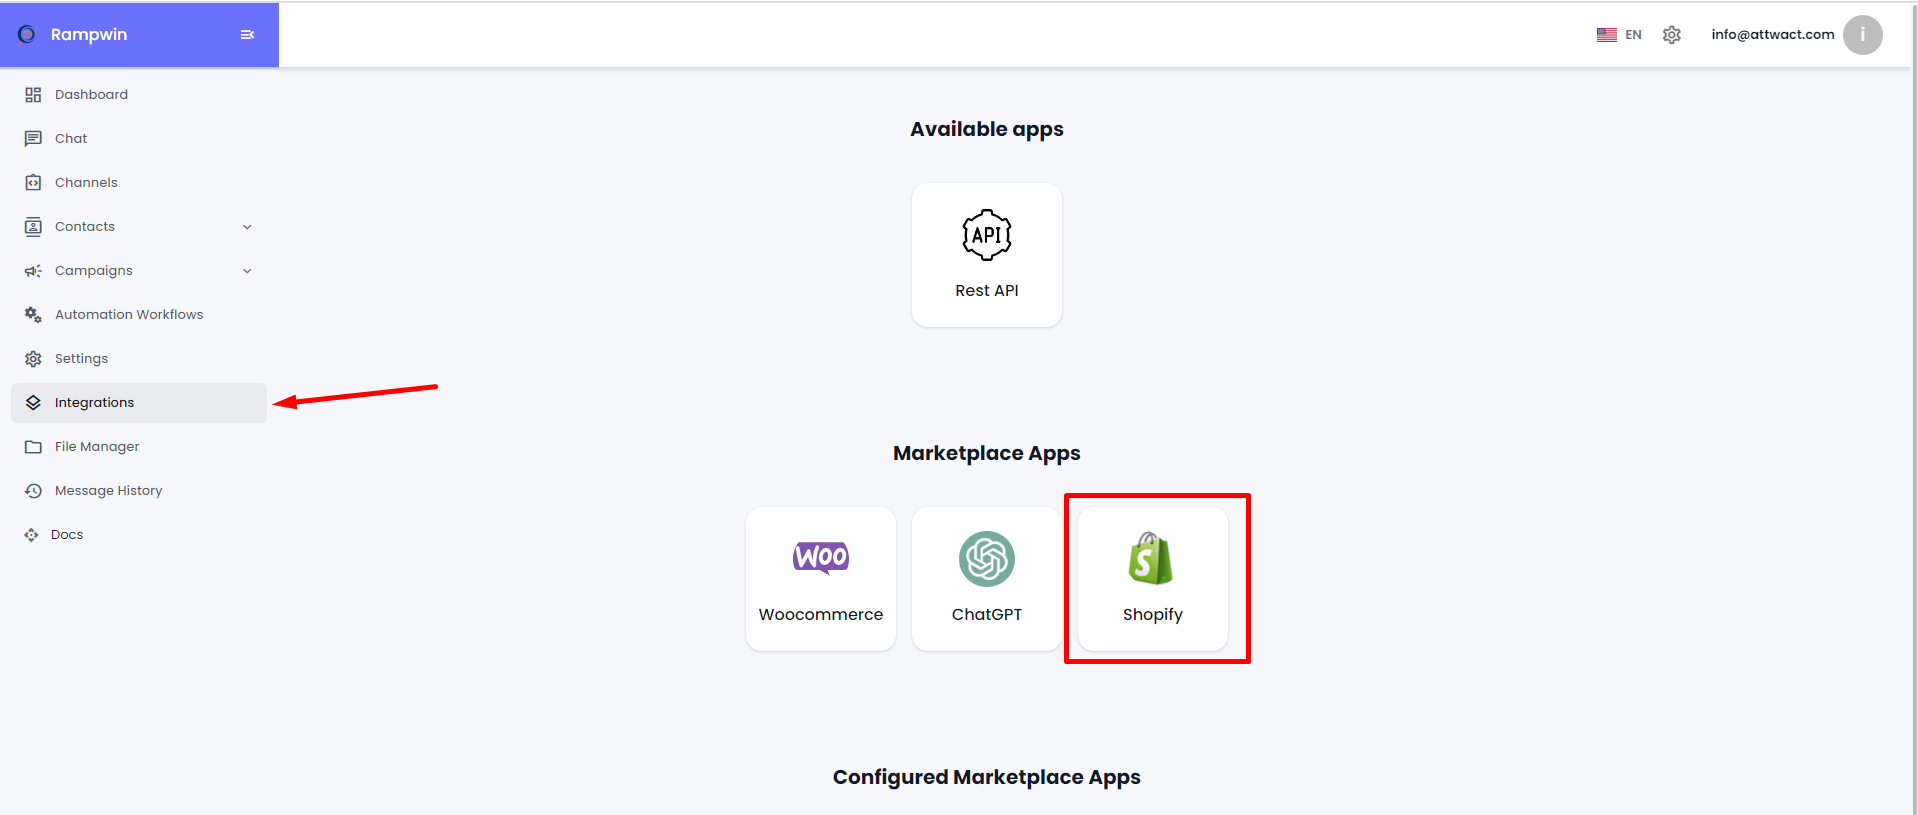 Rampwin
EN
info@attwact.com
i
Dashboard
Chat
Channels
Contacts
Campaigns
Automation Workflows
Settings
Integrations
File Manager
Message History
Docs
Available apps
API
Rest API
Marketplace Apps
WOO
Woocommerce
ChatGPT
S
Shopify
Configured Marketplace Apps